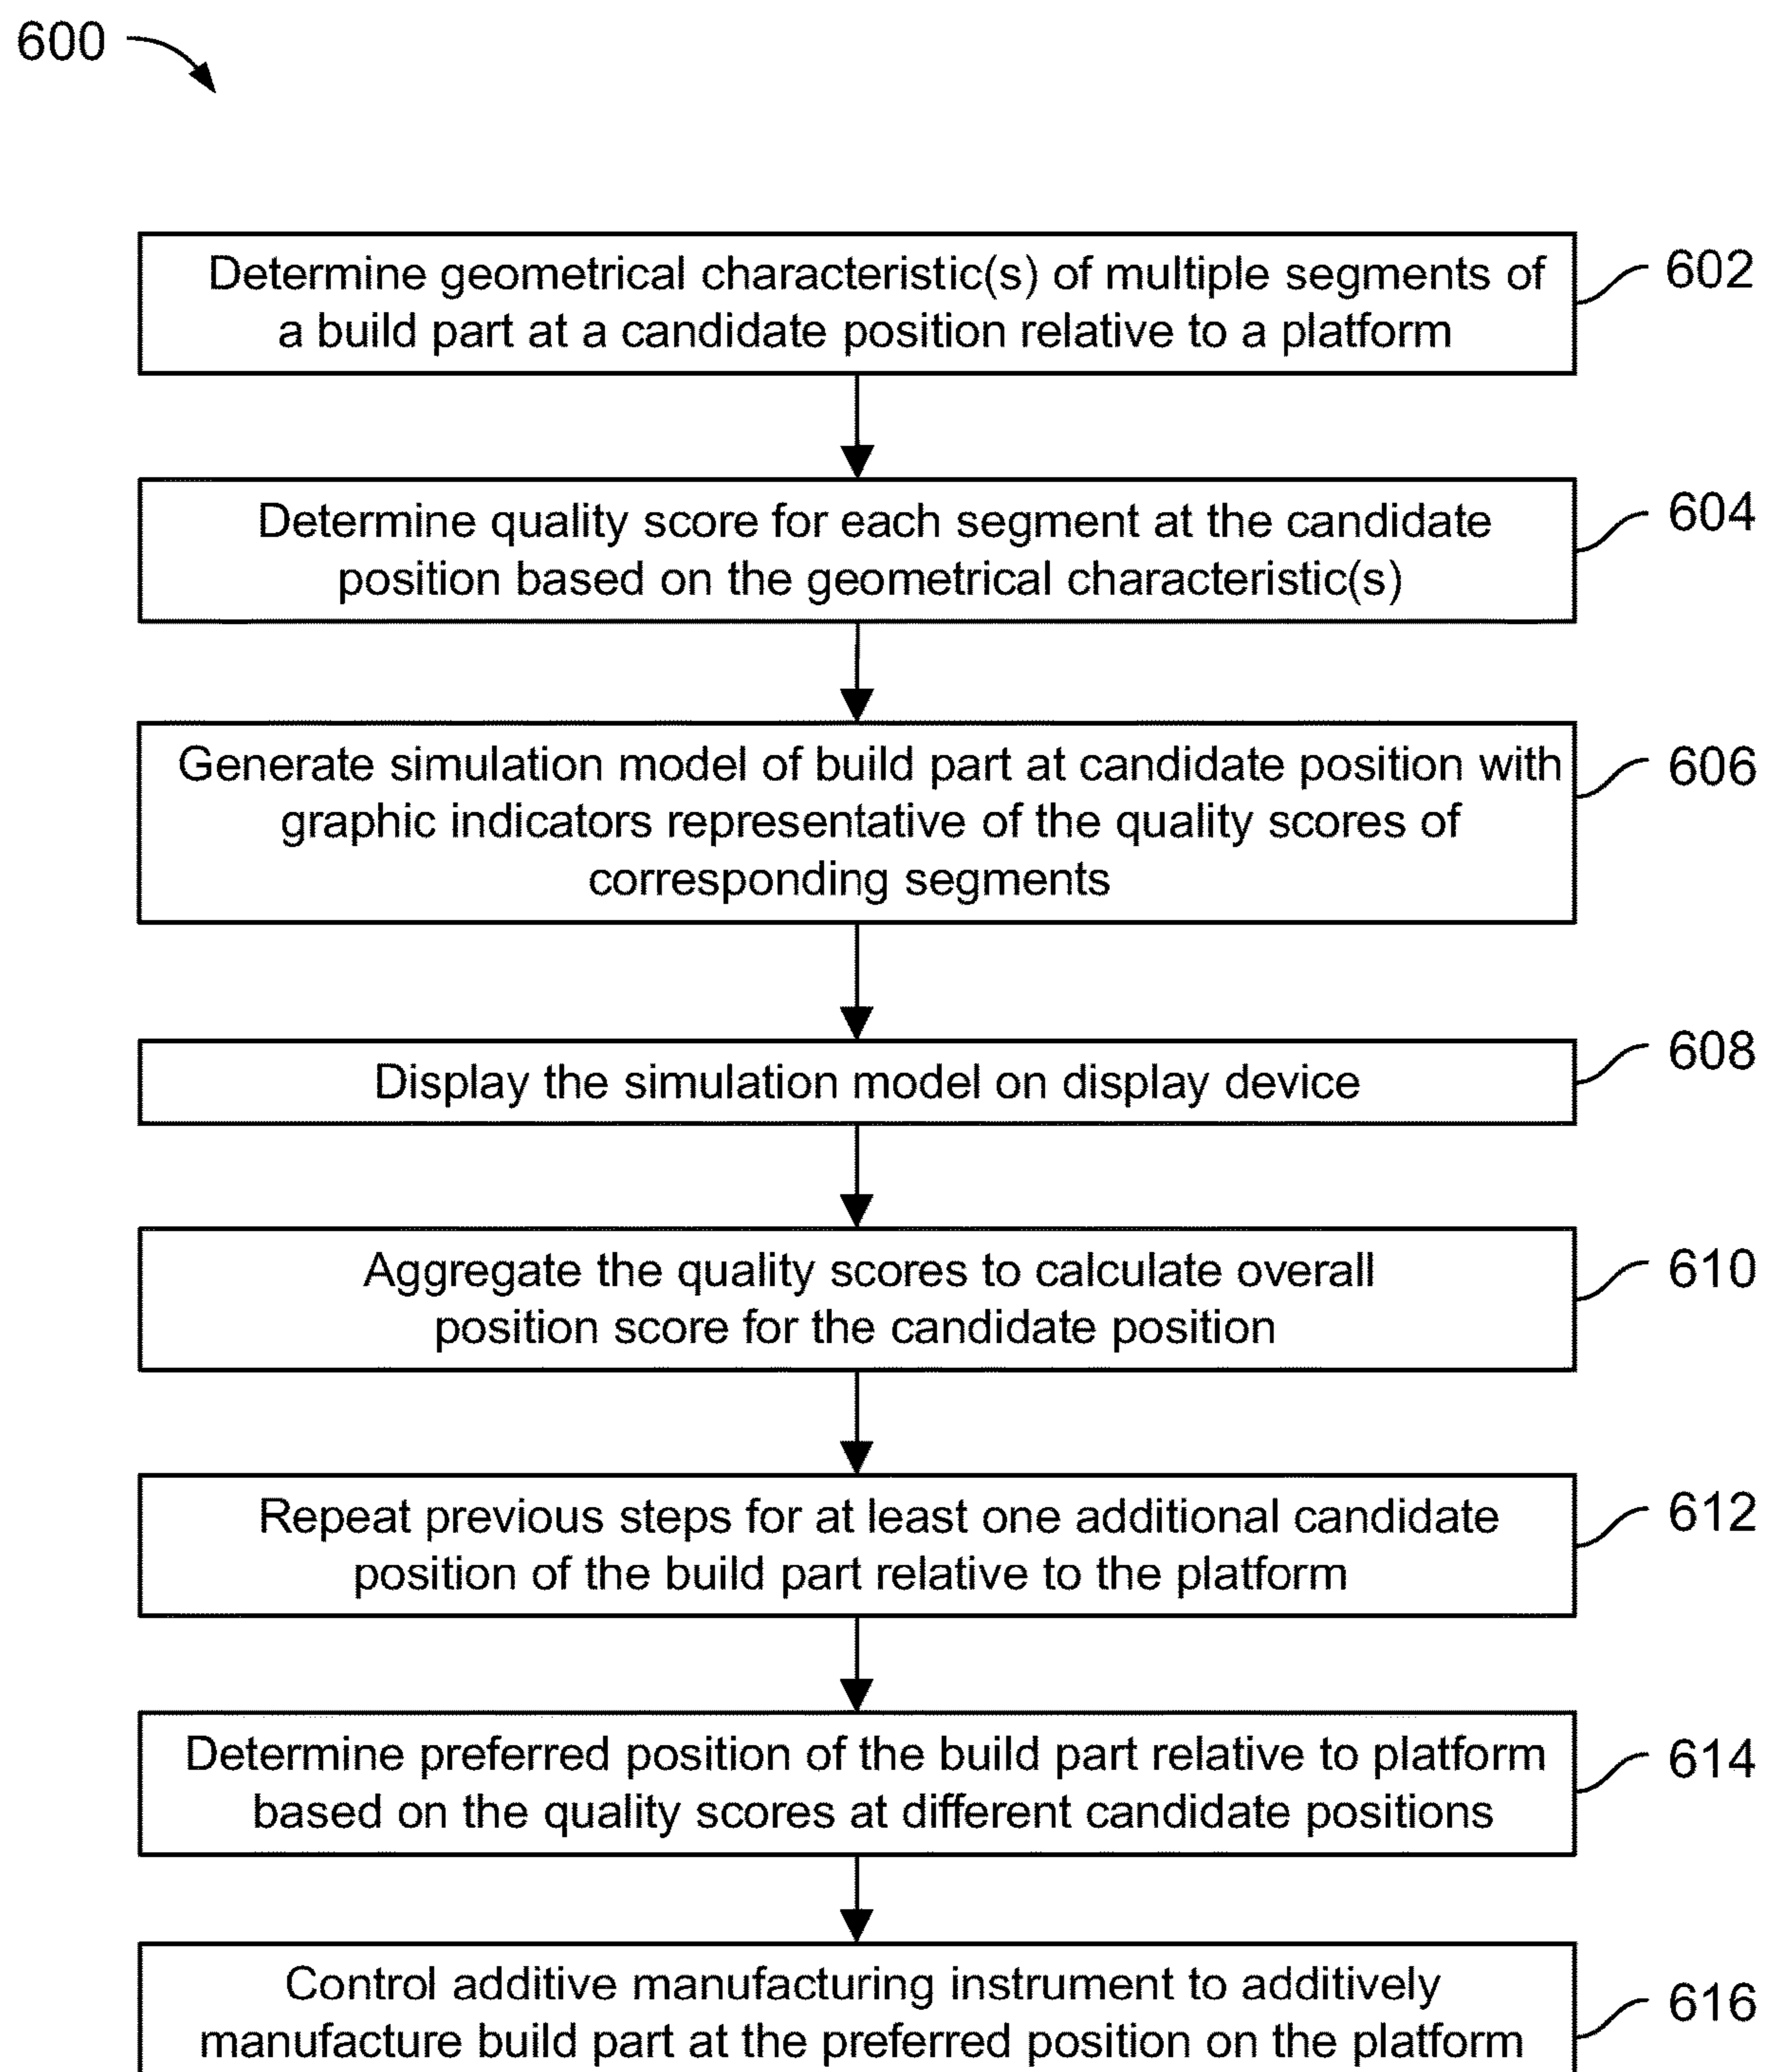 600
Determine geometrical characteristic(s) of multiple segments of
a build part at a candidate position relative to a platform
602
Determine quality score for each segment at the candidate
position based on the geometrical characteristic(s)
604
Generate simulation model of build part at candidate position with
graphic indicators representative of the quality scores of
corresponding segments
606
Display the simulation model on display device
608
Aggregate the quality scores to calculate overall
position score for the candidate position
610
Repeat previous steps for at least one additional candidate
position of the build part relative to the platform
612
Determine preferred position of the build part relative to platform
based on the quality scores at different candidate positions
614
Control additive manufacturing instrument to additively
manufacture build part at the preferred position on the platform
616